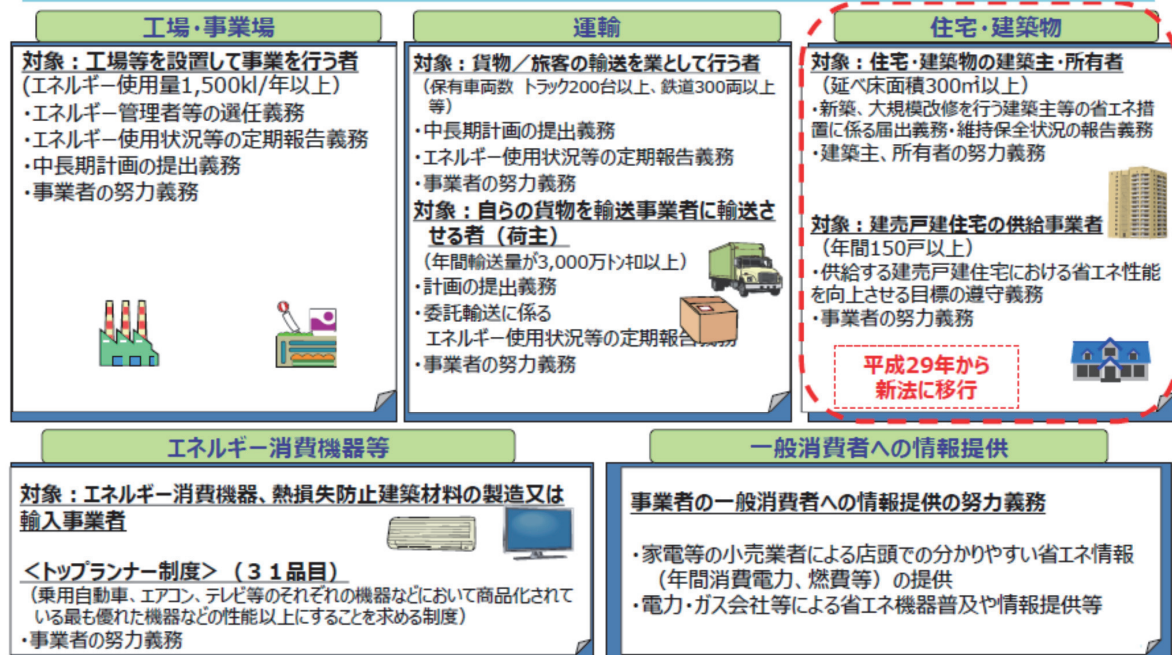 工場・事業場
対象：工場等を設置して事業を行う者
(エネルギー使用量1,500kl/年以上)
・エネルギー管理者等の選任義務
・エネルギー使用状況等の定期報告義務
・中長期計画の提出義務
・事業者の努力義務
運輸
対象：貨物／旅客の輸送を業として行う者
（保有車両数 トラック200台以上、鉄道300両以上
等）
・中長期計画の提出義務
・エネルギー使用状況等の定期報告義務
・事業者の努力義務
対象：自らの貨物を輸送事業者に輸送さ
せる者（荷主）
（年間輸送量が3,000万ﾄﾝｷﾛ以上）
・計画の提出義務
・委託輸送に係る
エネルギー使用状況等の定期報告義務
・事業者の努力義務
住宅・建築物
対象：住宅・建築物の建築主・所有者
（延べ床面積300㎡以上）
・新築、大規模改修を行う建築主等の省エネ措
置に係る届出義務・維持保全状況の報告義務
・建築主、所有者の努力義務
対象：建売戸建住宅の供給事業者
（年間150戸以上）
・供給する建売戸建住宅における省エネ性能
を向上させる目標の遵守義務
・事業者の努力義務
平成29年から
新法に移行
エネルギー消費機器等
対象：エネルギー消費機器、熱損失防止建築材料の製造又は
輸入事業者
＜トップランナー制度＞（３１品目）
（乗用自動車、エアコン、テレビ等のそれぞれの機器などにおいて商品化されて
いる最も優れた機器などの性能以上にすることを求める制度）
・事業者の努力義務
一般消費者への情報提供
事業者の一般消費者への情報提供の努力義務
・家電等の小売業者による店頭での分かりやすい省エネ情報
（年間消費電力、燃費等）の提供
・電力・ガス会社等による省エネ機器普及や情報提供等